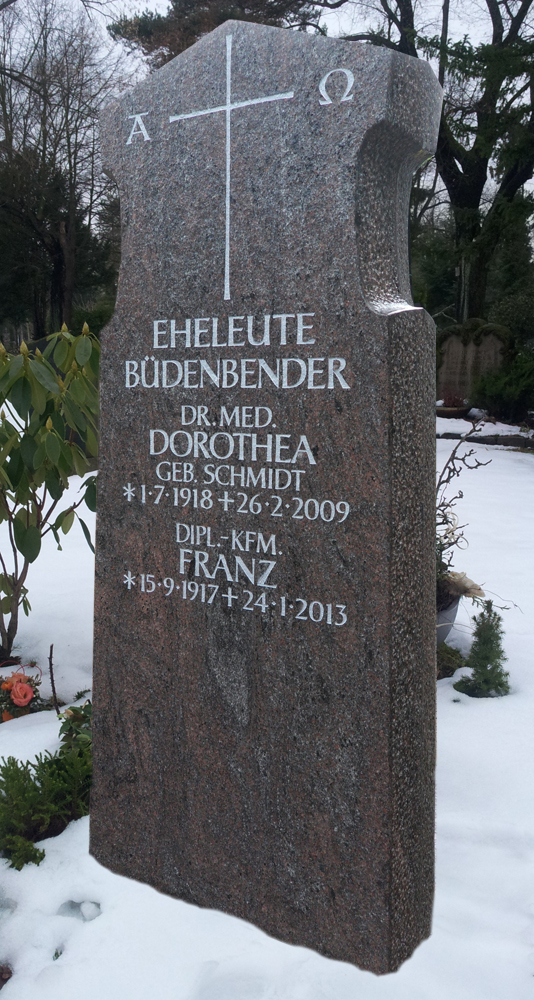 Α Ω
EHELEUTE
BÜDENBENDER
DR. MED.
DOROTHEA
GEB. SCHMIDT
*1·7·1918+26·2·2009
DIPL.-KFM.
FRANZ
*15·9·1917+24·1·2013